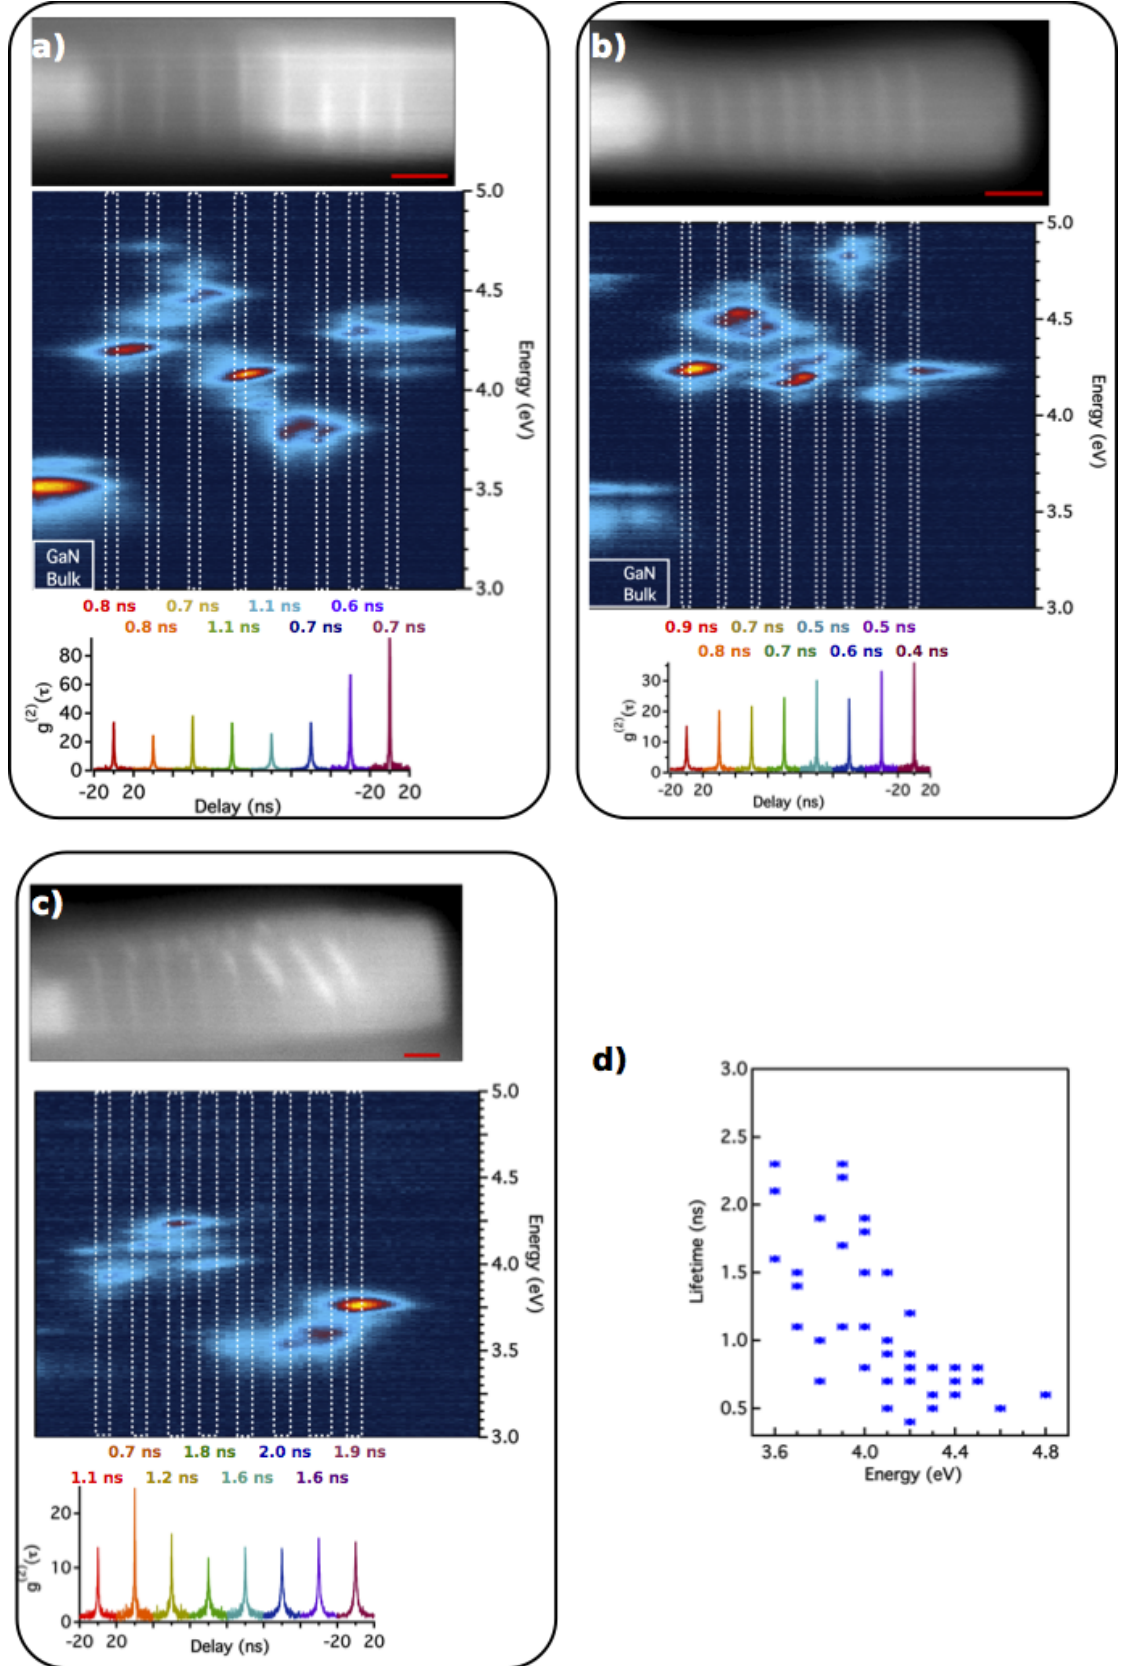 a)
5.0
4.5
4.0
3.5
3.0
Energy (eV)
GaN
Bulk
0.8 ns 0.7 ns 1.1 ns 0.6 ns
0.8 ns 1.1 ns 0.7 ns 0.7 ns
80
60
40
20
0
g(2)(τ)
-20 20 -20 20
Delay (ns)
b)
5.0
4.5
4.0
3.5
3.0
Energy (eV)
GaN
Bulk
0.9 ns 0.7 ns 0.5 ns 0.5 ns
0.8 ns 0.7 ns 0.6 ns 0.4 ns
30
20
10
0
g(2)(τ)
-20 20 -20 20
Delay (ns)
c)
5.0
4.5
4.0
3.5
3.0
Energy (eV)
0.7 ns 1.8 ns 2.0 ns 1.9 ns
1.1 ns 1.2 ns 1.6 ns 1.6 ns
20
10
0
g(2)(τ)
-20 20 -20 20
Delay (ns)
d)
3.0
2.5
2.0
1.5
1.0
0.5
Lifetime (ns)
3.6 4.0 4.4 4.8
Energy (eV)